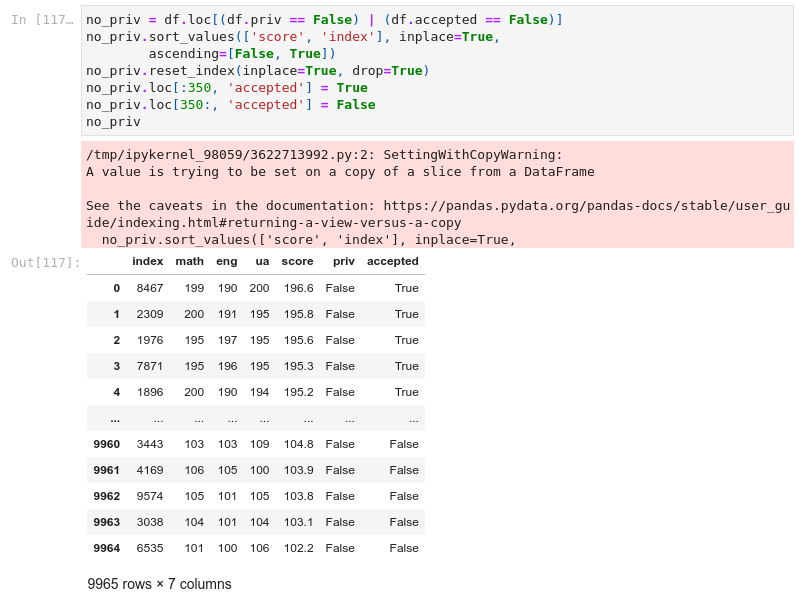 In [117…
no_priv = df.loc[(df.priv == False) | (df.accepted == False)]
no_priv.sort_values(['score', 'index'], inplace=True,
        ascending=[False, True])
no_priv.reset_index(inplace=True, drop=True)
no_priv.loc[:350, 'accepted'] = True
no_priv.loc[350:, 'accepted'] = False
no_priv
/tmp/ipykernel_98059/3622713992.py:2: SettingWithCopyWarning:
A value is trying to be set on a copy of a slice from a DataFrame
See the caveats in the documentation: https://pandas.pydata.org/pandas-docs/stable/user_gu
ide/indexing.html#returning-a-view-versus-a-copy
  no_priv.sort_values(['score', 'index'], inplace=True,
Out[117]:
index math eng ua score priv accepted
0 8467 199 190 200 196.6 False True
1 2309 200 191 195 195.8 False True
2 1976 195 197 195 195.6 False True
3 7871 195 196 195 195.3 False True
4 1896 200 190 194 195.2 False True
... ... ... ... ... ... ... ...
9960 3443 103 103 109 104.8 False False
9961 4169 106 105 100 103.9 False False
9962 9574 105 101 105 103.8 False False
9963 3038 104 101 104 103.1 False False
9964 6535 101 100 106 102.2 False False
9965 rows × 7 columns